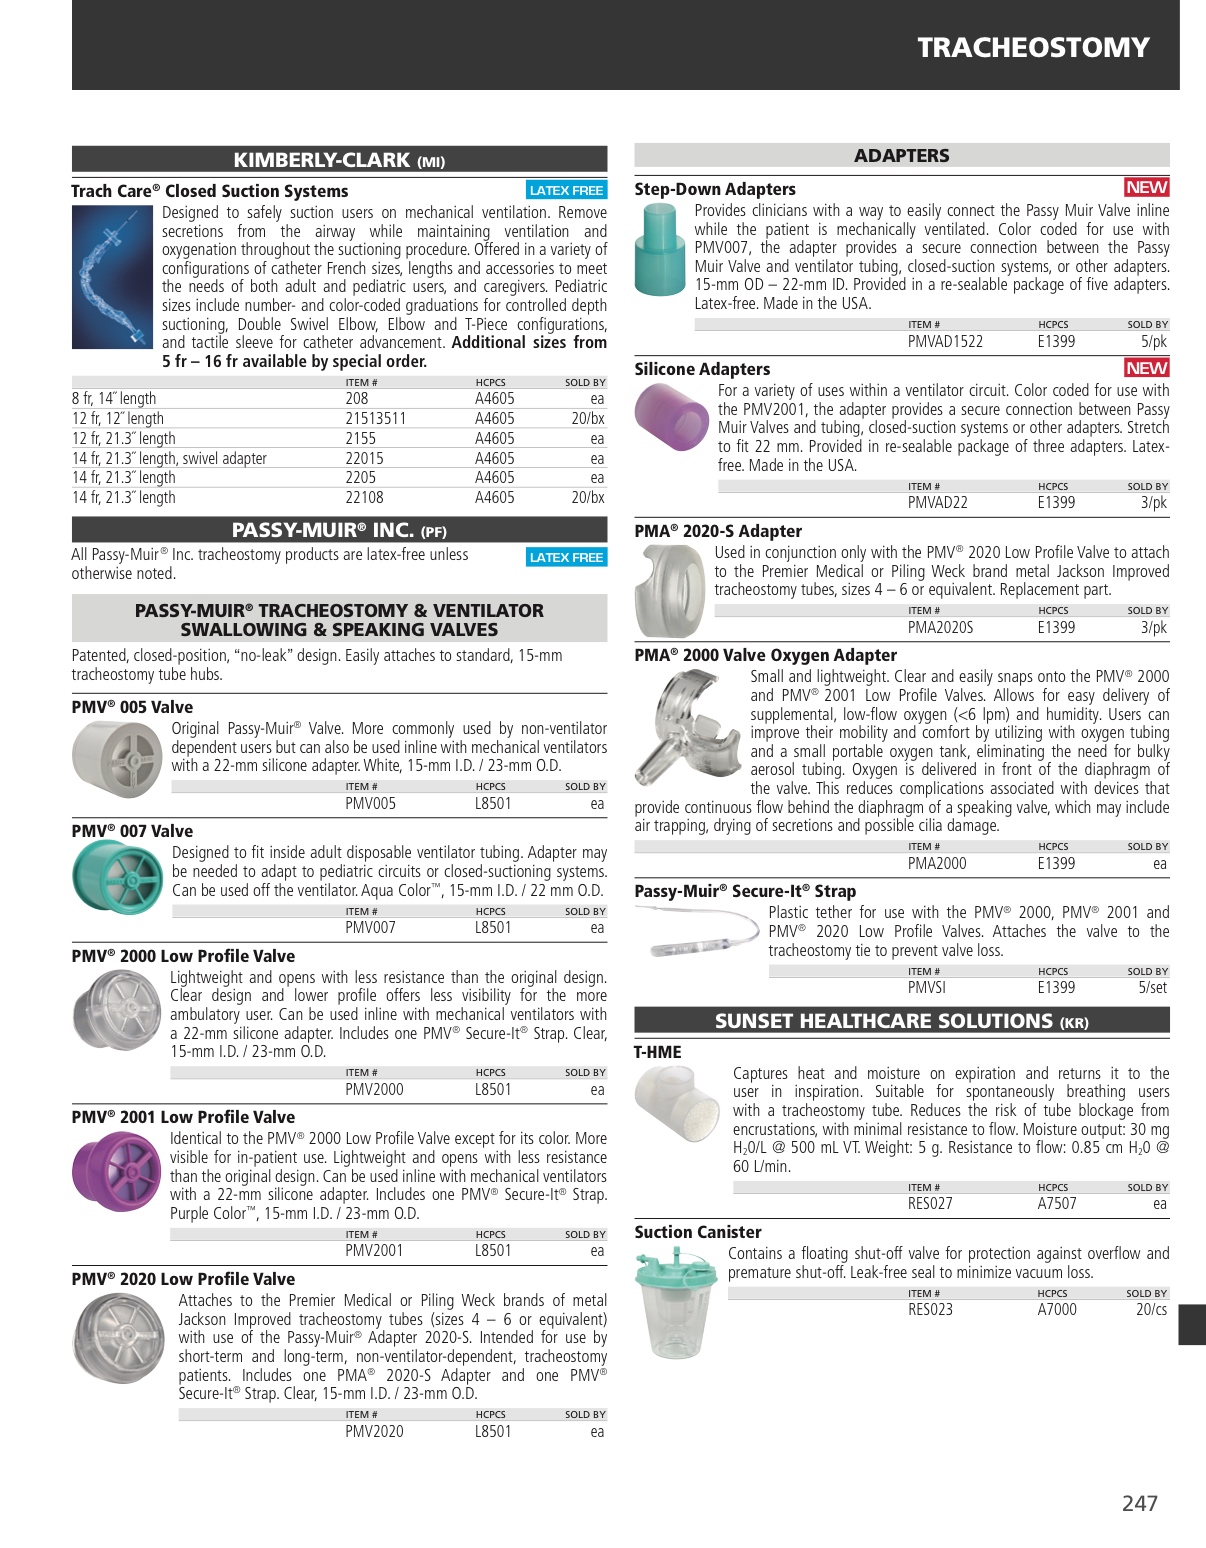 TRACHEOSTOMY
KIMBERLY-CLARK (MI)
Trach Care® Closed Suction Systems
LATEX FREE
Designed to safely suction users on mechanical ventilation. Remove
secretions from the airway while maintaining ventilation and
oxygenation throughout the suctioning procedure. Offered in a variety of
configurations of catheter French sizes, lengths and accessories to meet
the needs of both adult and pediatric users, and caregivers. Pediatric
sizes include number- and color-coded graduations for controlled depth
suctioning, Double Swivel Elbow, Elbow and T-Piece configurations,
and tactile sleeve for catheter advancement. Additional sizes from
5 fr – 16 fr available by special order.
ITEM # HCPCS SOLD BY
8 fr, 14˝ length 208 A4605 ea
12 fr, 12˝ length 21513511 A4605 20/bx
12 fr, 21.3˝ length 2155 A4605 ea
14 fr, 21.3˝ length, swivel adapter 22015 A4605 ea
14 fr, 21.3˝ length 2205 A4605 ea
14 fr, 21.3˝ length 22108 A4605 20/bx
PASSY-MUIR® INC. (PF)
All Passy-Muir® Inc. tracheostomy products are latex-free unless
otherwise noted.
LATEX FREE
PASSY-MUIR® TRACHEOSTOMY & VENTILATOR
SWALLOWING & SPEAKING VALVES
Patented, closed-position, “no-leak” design. Easily attaches to standard, 15-mm
tracheostomy tube hubs.
PMV® 005 Valve
Original Passy-Muir® Valve. More commonly used by non-ventilator
dependent users but can also be used inline with mechanical ventilators
with a 22-mm silicone adapter. White, 15-mm I.D. / 23-mm O.D.
ITEM # HCPCS SOLD BY
PMV005 L8501 ea
PMV® 007 Valve
Designed to fit inside adult disposable ventilator tubing. Adapter may
be needed to adapt to pediatric circuits or closed-suctioning systems.
Can be used off the ventilator. Aqua Color™, 15-mm I.D. / 22 mm O.D.
ITEM # HCPCS SOLD BY
PMV007 L8501 ea
PMV® 2000 Low Profile Valve
Lightweight and opens with less resistance than the original design.
Clear design and lower profile offers less visibility for the more
ambulatory user. Can be used inline with mechanical ventilators with
a 22-mm silicone adapter. Includes one PMV® Secure-It® Strap. Clear,
15-mm I.D. / 23-mm O.D.
ITEM # HCPCS SOLD BY
PMV2000 L8501 ea
PMV® 2001 Low Profile Valve
Identical to the PMV® 2000 Low Profile Valve except for its color. More
visible for in-patient use. Lightweight and opens with less resistance
than the original design. Can be used inline with mechanical ventilators
with a 22-mm silicone adapter. Includes one PMV® Secure-It® Strap.
Purple Color™, 15-mm I.D. / 23-mm O.D.
ITEM # HCPCS SOLD BY
PMV2001 L8501 ea
PMV® 2020 Low Profile Valve
Attaches to the Premier Medical or Piling Weck brands of metal
Jackson Improved tracheostomy tubes (sizes 4 – 6 or equivalent)
with use of the Passy-Muir® Adapter 2020-S. Intended for use by
short-term and long-term, non-ventilator-dependent, tracheostomy
patients. Includes one PMA® 2020-S Adapter and one PMV®
Secure-It® Strap. Clear, 15-mm I.D. / 23-mm O.D.
ITEM # HCPCS SOLD BY
PMV2020 L8501 ea
ADAPTERS
Step-Down Adapters
NEW
Provides clinicians with a way to easily connect the Passy Muir Valve inline
while the patient is mechanically ventilated. Color coded for use with
PMV007, the adapter provides a secure connection between the Passy
Muir Valve and ventilator tubing, closed-suction systems, or other adapters.
15-mm OD – 22-mm ID. Provided in a re-sealable package of five adapters.
Latex-free. Made in the USA.
ITEM # HCPCS SOLD BY
PMVAD1522 E1399 5/pk
Silicone Adapters
NEW
For a variety of uses within a ventilator circuit. Color coded for use with
the PMV2001, the adapter provides a secure connection between Passy
Muir Valves and tubing, closed-suction systems or other adapters. Stretch
to fit 22 mm. Provided in re-sealable package of three adapters. Latex-
free. Made in the USA.
ITEM # HCPCS SOLD BY
PMVAD22 E1399 3/pk
PMA® 2020-S Adapter
Used in conjunction only with the PMV® 2020 Low Profile Valve to attach
to the Premier Medical or Piling Weck brand metal Jackson Improved
tracheostomy tubes, sizes 4 – 6 or equivalent. Replacement part.
ITEM # HCPCS SOLD BY
PMA2020S E1399 3/pk
PMA® 2000 Valve Oxygen Adapter
Small and lightweight. Clear and easily snaps onto the PMV® 2000
and PMV® 2001 Low Profile Valves. Allows for easy delivery of
supplemental, low-flow oxygen (<6 lpm) and humidity. Users can
improve their mobility and comfort by utilizing with oxygen tubing
and a small portable oxygen tank, eliminating the need for bulky
aerosol tubing. Oxygen is delivered in front of the diaphragm of
the valve. This reduces complications associated with devices that
provide continuous flow behind the diaphragm of a speaking valve, which may include
air trapping, drying of secretions and possible cilia damage.
ITEM # HCPCS SOLD BY
PMA2000 E1399 ea
Passy-Muir® Secure-It® Strap
Plastic tether for use with the PMV® 2000, PMV® 2001 and
PMV® 2020 Low Profile Valves. Attaches the valve to the
tracheostomy tie to prevent valve loss.
ITEM # HCPCS SOLD BY
PMVSI E1399 5/set
SUNSET HEALTHCARE SOLUTIONS (KR)
T-HME
Captures heat and moisture on expiration and returns it to the
user in inspiration. Suitable for spontaneously breathing users
with a tracheostomy tube. Reduces the risk of tube blockage from
encrustations, with minimal resistance to flow. Moisture output: 30 mg
H₂0/L @ 500 mL VT. Weight: 5 g. Resistance to flow: 0.85 cm H₂0 @
60 L/min.
ITEM # HCPCS SOLD BY
RES027 A7507 ea
Suction Canister
Contains a floating shut-off valve for protection against overflow and
premature shut-off. Leak-free seal to minimize vacuum loss.
ITEM # HCPCS SOLD BY
RES023 A7000 20/cs
247